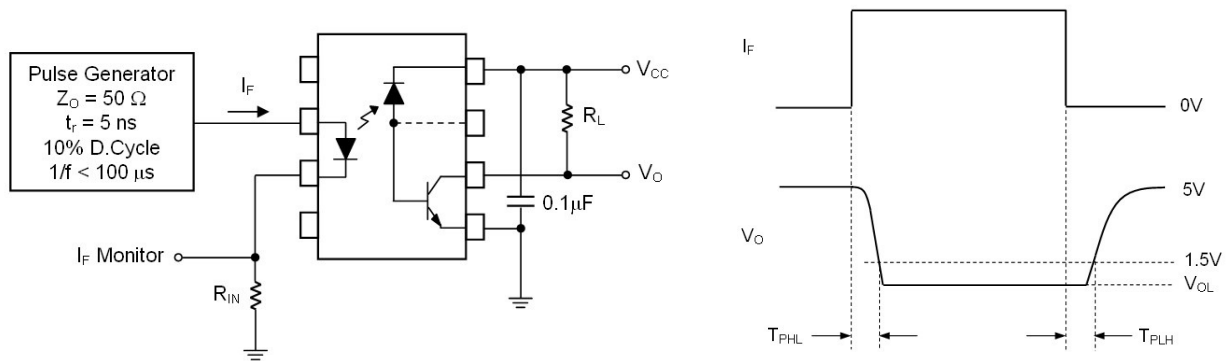 Pulse Generator
Z_O = 50 Ω
t_r = 5 ns
10% D.Cycle
1/f < 100 μs
I_F
I_F Monitor
R_IN
V_CC
R_L
V_O
0.1μF
I_F
0V
5V
V_O
1.5V
V_OL
T_PHL
T_PLH